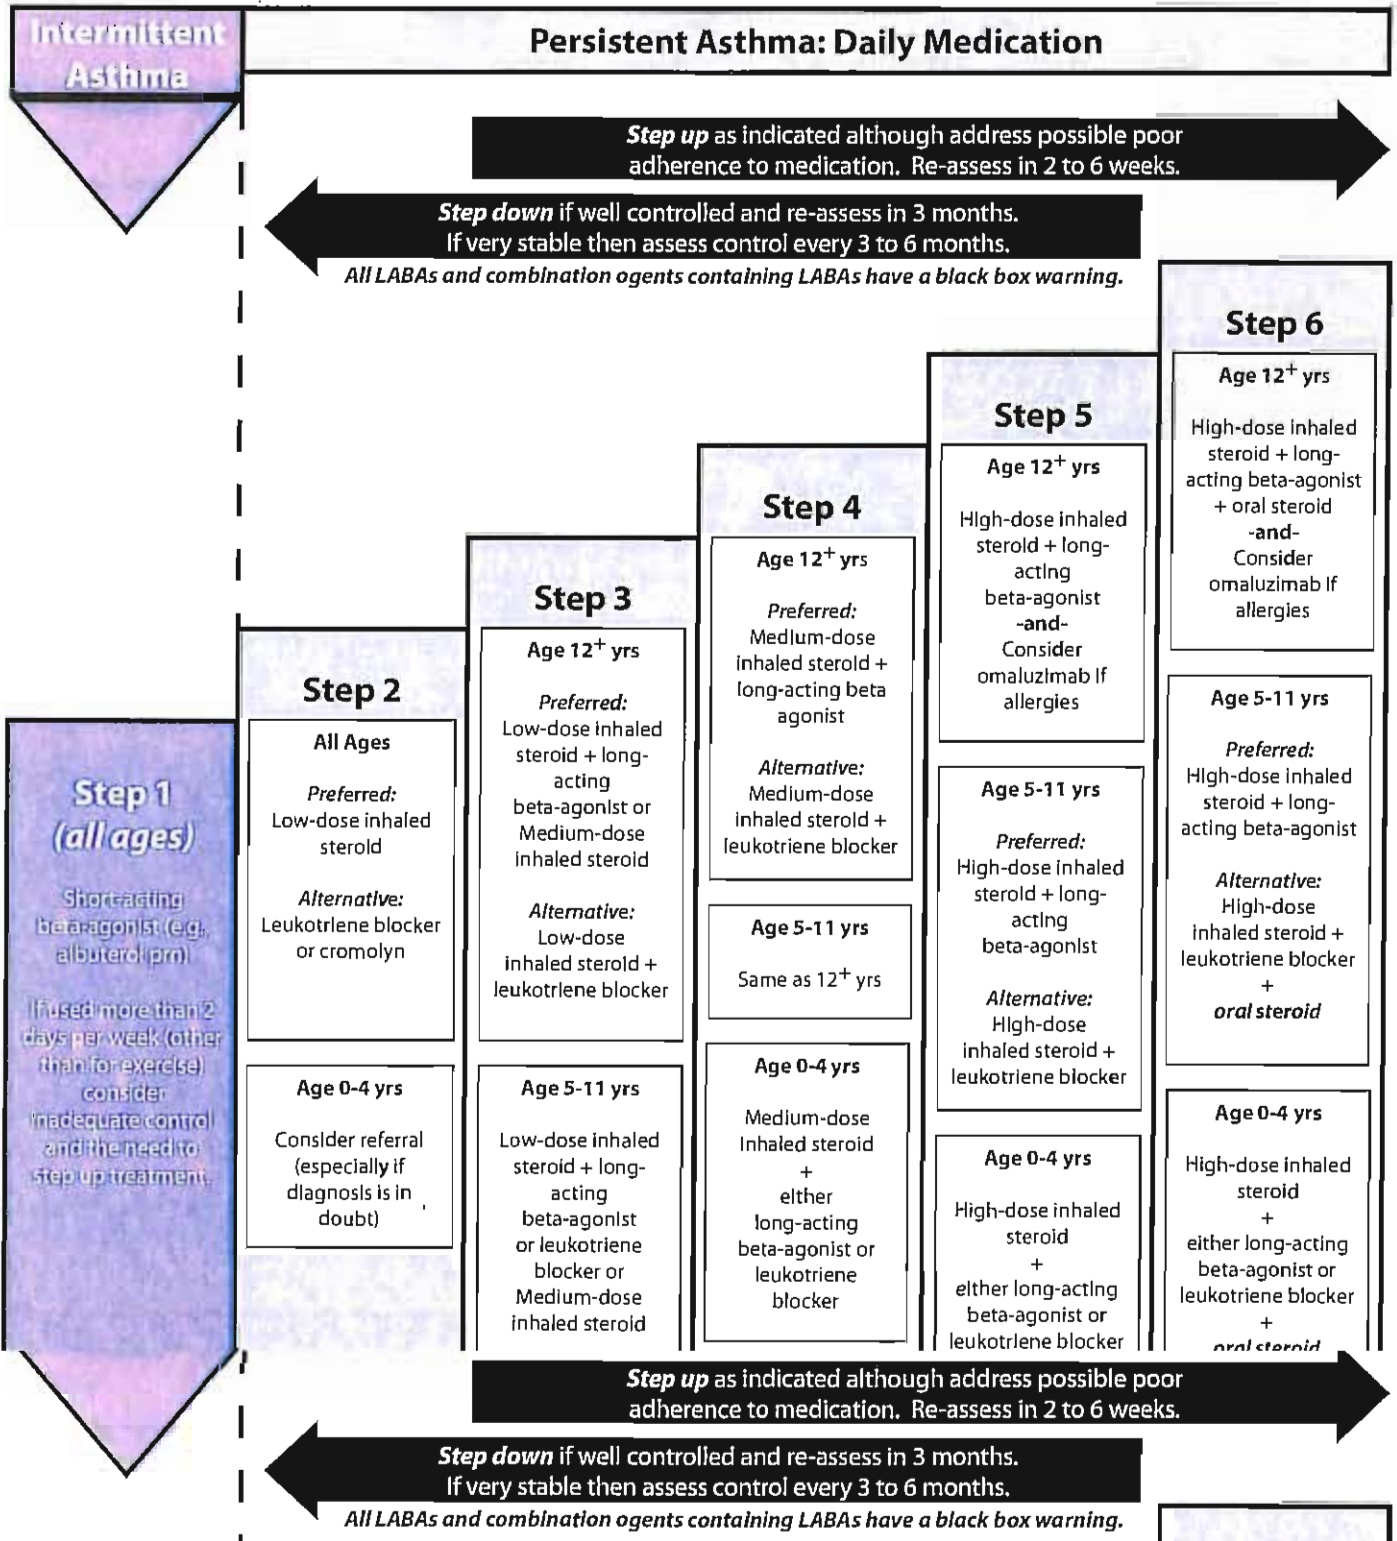 Intermittent
Asthma
Persistent Asthma: Daily Medication
Step up as indicated although address possible poor
adherence to medication. Re-assess in 2 to 6 weeks.
Step down if well controlled and re-assess in 3 months.
If very stable then assess control every 3 to 6 months.
All LABAs and combination ogents containing LABAs have a black box warning.
Step 1
(all ages)
Short-acting
beta-agonist (e.g.,
albuterol prn)
If used more than 2
days per week (other
than for exercise)
consider
inadequate control
and the need to
step up treatment.
Step 2
All Ages
Preferred:
Low-dose inhaled
steroid
Alternative:
Leukotriene blocker
or cromolyn
Age 0-4 yrs
Consider referral
(especially if
diagnosis is in
doubt)
Step 3
Age 12+ yrs
Preferred:
Low-dose inhaled
steroid + long-
acting
beta-agonist or
Medium-dose
inhaled steroid
Alternative:
Low-dose
inhaled steroid +
leukotriene blocker
Age 5-11 yrs
Low-dose inhaled
steroid + long-
acting
beta-agonist
or leukotriene
blocker or
Medium-dose
inhaled steroid
Step 4
Age 12+ yrs
Preferred:
Medium-dose
inhaled steroid +
long-acting beta
agonist
Alternative:
Medium-dose
inhaled steroid +
leukotriene blocker
Age 5-11 yrs
Same as 12+ yrs
Age 0-4 yrs
Medium-dose
Inhaled steroid
+
either
long-acting
beta-agonist or
leukotriene
blocker
Step 5
Age 12+ yrs
High-dose inhaled
steroid + long-
acting
beta-agonist
-and-
Consider
omaluzimab If
allergies
Age 5-11 yrs
Preferred:
High-dose inhaled
steroid + long-
acting
beta-agonist
Alternative:
High-dose
inhaled steroid +
leukotriene blocker
Age 0-4 yrs
High-dose inhaled
steroid
+
either long-acting
beta-agonist or
leukotriene blocker
Step 6
Age 12+ yrs
High-dose inhaled
steroid + long-
acting beta-agonist
+ oral steroid
-and-
Consider
omaluzimab If
allergies
Age 5-11 yrs
Preferred:
High-dose inhaled
steroid + long-
acting beta-agonist
Alternative:
High-dose
inhaled steroid +
leukotriene blocker
+
oral steroid
Age 0-4 yrs
High-dose inhaled
steroid
+
either long-acting
beta-agonist or
leukotriene blocker
+
oral steroid
Step up as indicated although address possible poor
adherence to medication. Re-assess in 2 to 6 weeks.
Step down if well controlled and re-assess in 3 months.
If very stable then assess control every 3 to 6 months.
All LABAs and combination ogents containing LABAs have a black box warning.